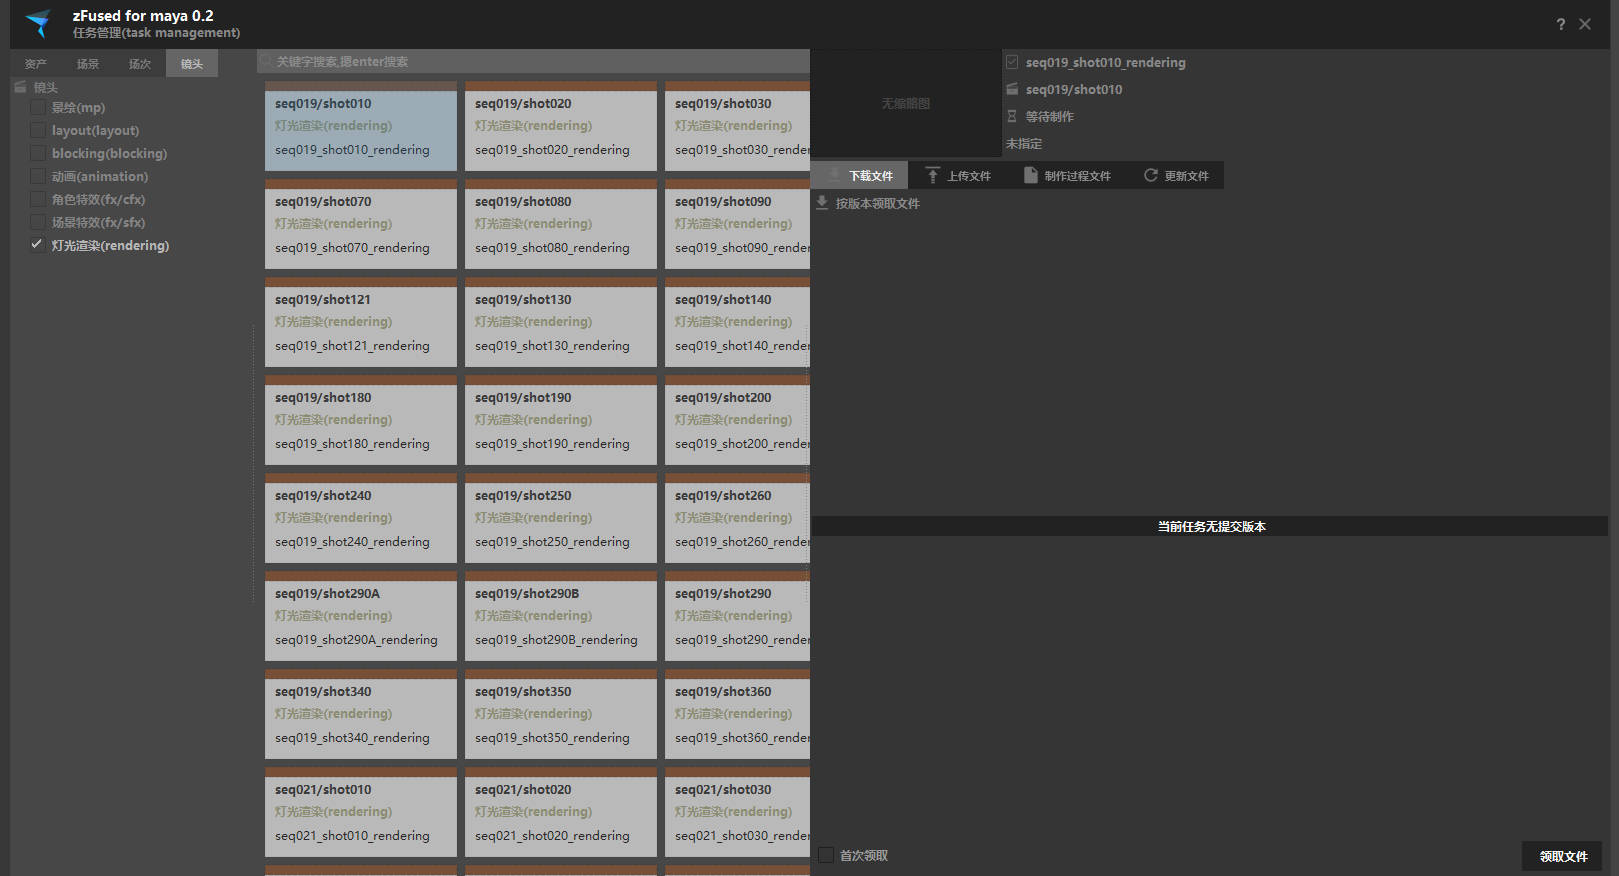 zFused for maya 0.2
任务管理(task management)
?
资产 场景 场次 镜头
关键字搜索,摁enter搜索
镜头
景绘(mp)
layout(layout)
blocking(blocking)
动画(animation)
角色特效(fx/cfx)
场景特效(fx/sfx)
灯光渲染(rendering)
seq019/shot010 seq019/shot020 seq019/shot030
灯光渲染(rendering) 灯光渲染(rendering) 灯光渲染(rendering)
seq019_shot010_rendering seq019_shot020_rendering seq019_shot030_render
seq019/shot070 seq019/shot080 seq019/shot090
灯光渲染(rendering) 灯光渲染(rendering) 灯光渲染(rendering)
seq019_shot070_rendering seq019_shot080_rendering seq019_shot090_render
seq019/shot121 seq019/shot130 seq019/shot140
灯光渲染(rendering) 灯光渲染(rendering) 灯光渲染(rendering)
seq019_shot121_rendering seq019_shot130_rendering seq019_shot140_render
seq019/shot180 seq019/shot190 seq019/shot200
灯光渲染(rendering) 灯光渲染(rendering) 灯光渲染(rendering)
seq019_shot180_rendering seq019_shot190_rendering seq019_shot200_render
seq019/shot240 seq019/shot250 seq019/shot260
灯光渲染(rendering) 灯光渲染(rendering) 灯光渲染(rendering)
seq019_shot240_rendering seq019_shot250_rendering seq019_shot260_render
seq019/shot290A seq019/shot290B seq019/shot290
灯光渲染(rendering) 灯光渲染(rendering) 灯光渲染(rendering)
seq019_shot290A_rendering seq019_shot290B_rendering seq019_shot290_render
seq019/shot340 seq019/shot350 seq019/shot360
灯光渲染(rendering) 灯光渲染(rendering) 灯光渲染(rendering)
seq019_shot340_rendering seq019_shot350_rendering seq019_shot360_render
seq021/shot010 seq021/shot020 seq021/shot030
灯光渲染(rendering) 灯光渲染(rendering) 灯光渲染(rendering)
seq021_shot010_rendering seq021_shot020_rendering seq021_shot030_render
无缩略图
seq019_shot010_rendering
seq019/shot010
等待制作
未指定
下载文件 上传文件 制作过程文件 更新文件
按版本领取文件
当前任务无提交版本
首次领取
领取文件